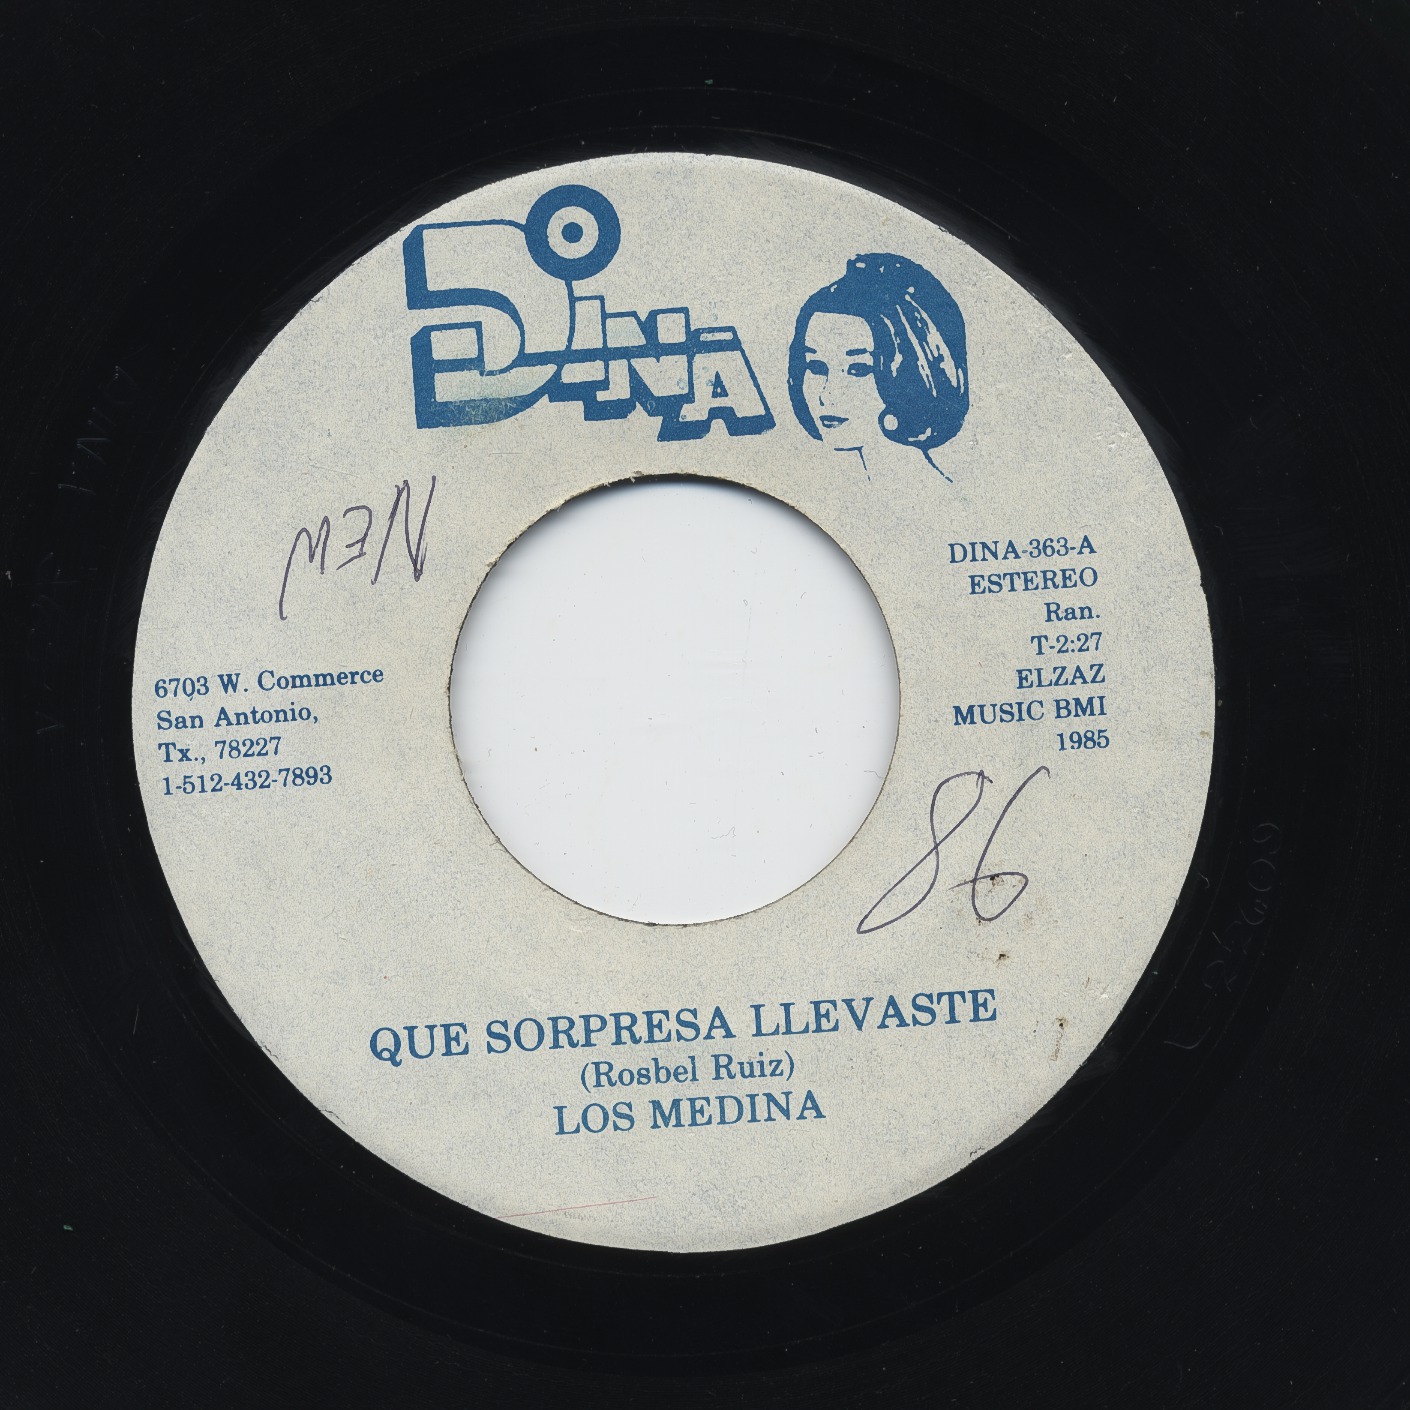 DINA
NEW
DINA-363-A
ESTEREO
Ran.
T-2:27
ELZAZ
MUSIC BMI
1985
6703 W. Commerce
San Antonio,
Tx., 78227
1-512-432-7893
86
QUE SORPRESA LLEVASTE
(Rosbel Ruiz)
LOS MEDINA